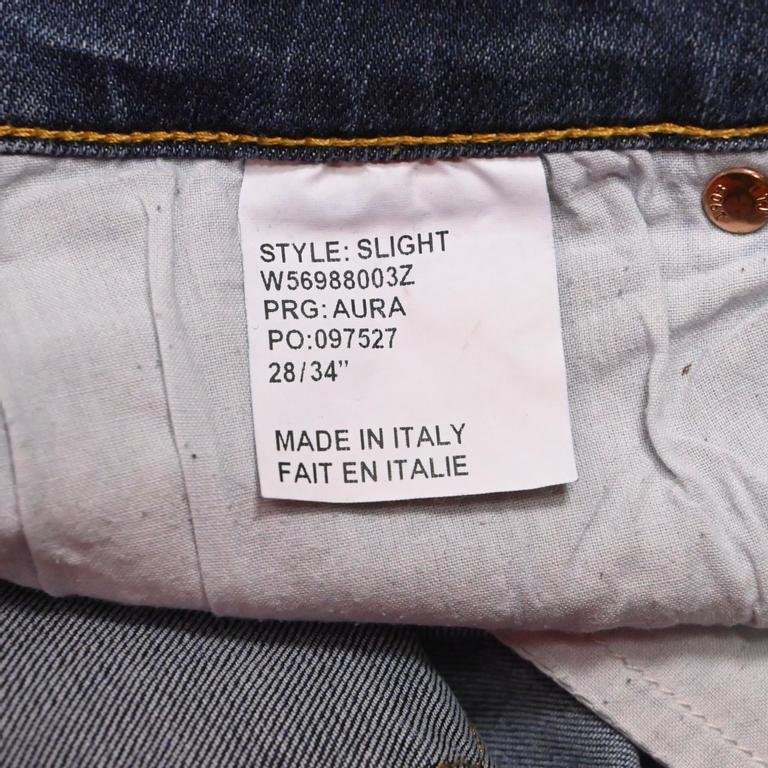 STYLE: SLIGHT
W56988003Z
PRG: AURA
PO:097527
28/34”
MADE IN ITALY
FAIT EN ITALIE